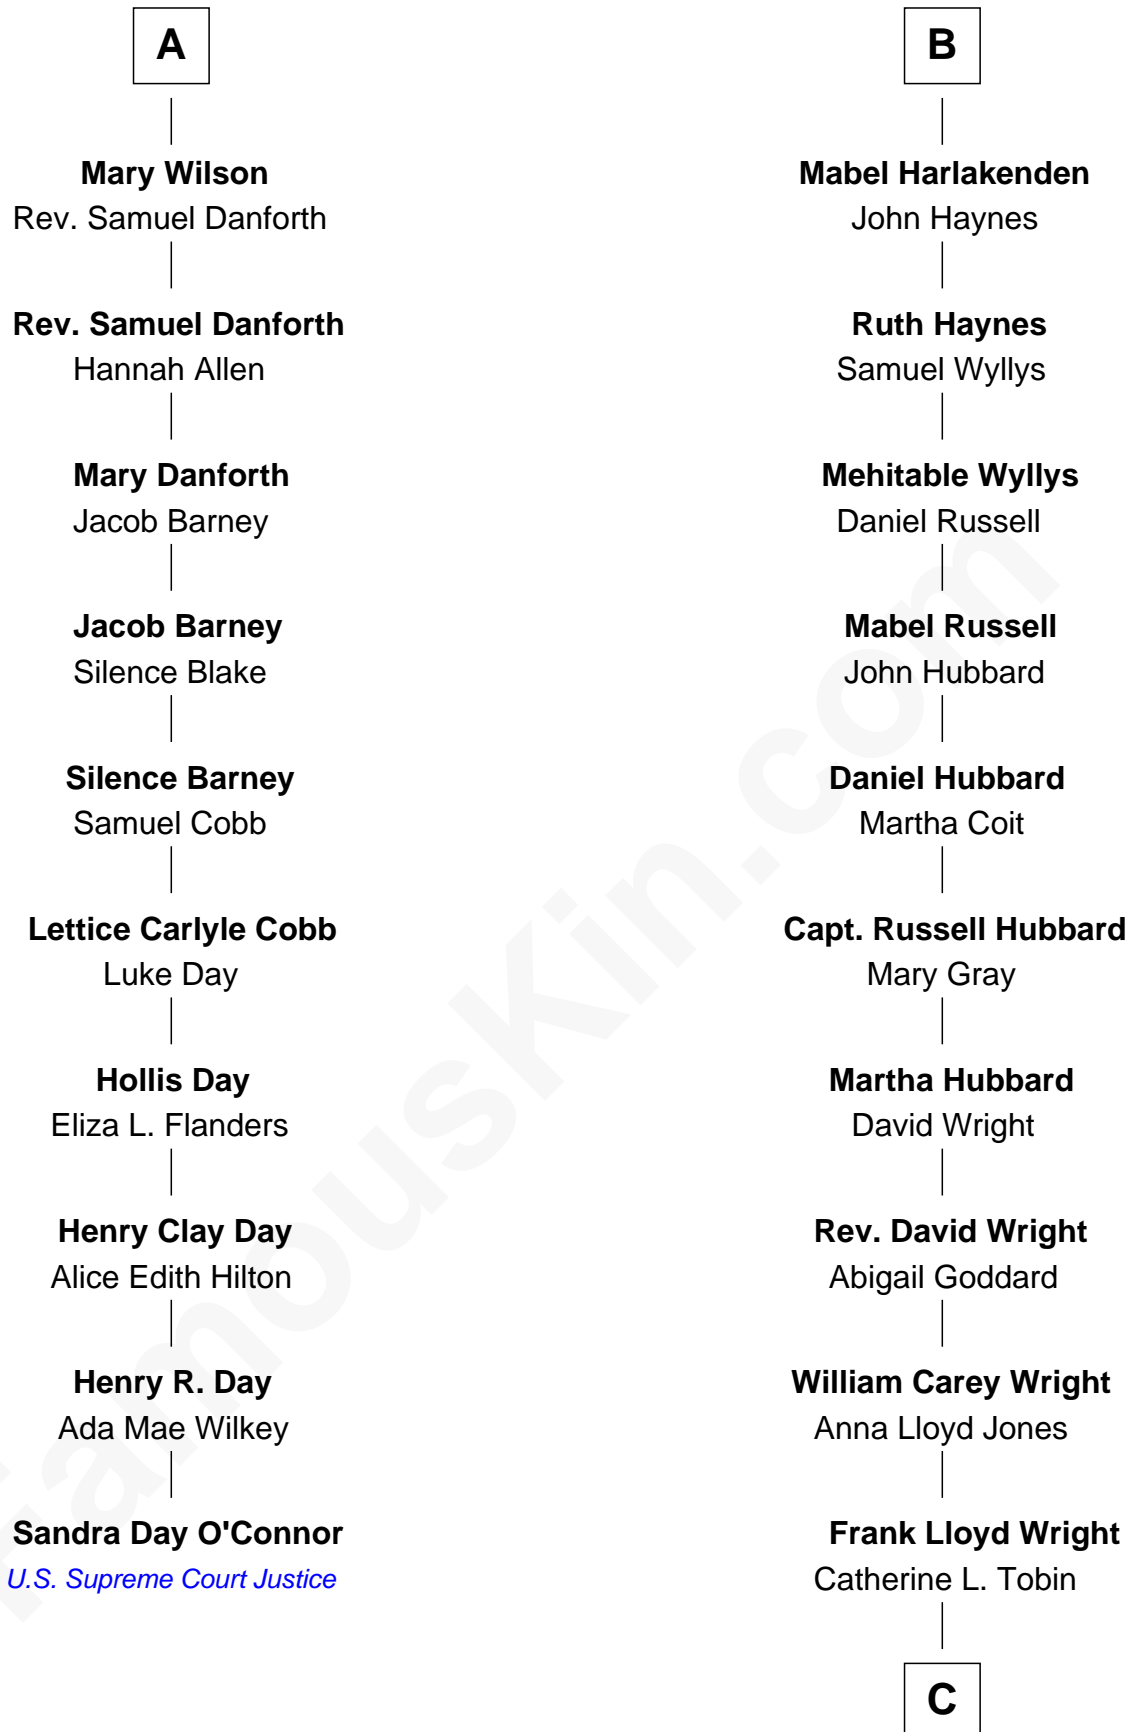 A
Mary Wilson
Rev. Samuel Danforth
Rev. Samuel Danforth
Hannah Allen
Mary Danforth
Jacob Barney
Jacob Barney
Silence Blake
Silence Barney
Samuel Cobb
Lettice Carlyle Cobb
Luke Day
Hollis Day
Eliza L. Flanders
Henry Clay Day
Alice Edith Hilton
Henry R. Day
Ada Mae Wilkey
Sandra Day O'Connor
U.S. Supreme Court Justice
B
Mabel Harlakenden
John Haynes
Ruth Haynes
Samuel Wyllys
Mehitable Wyllys
Daniel Russell
Mabel Russell
John Hubbard
Daniel Hubbard
Martha Coit
Capt. Russell Hubbard
Mary Gray
Martha Hubbard
David Wright
Rev. David Wright
Abigail Goddard
William Carey Wright
Anna Lloyd Jones
Frank Lloyd Wright
Catherine L. Tobin
C
FamousKin.com